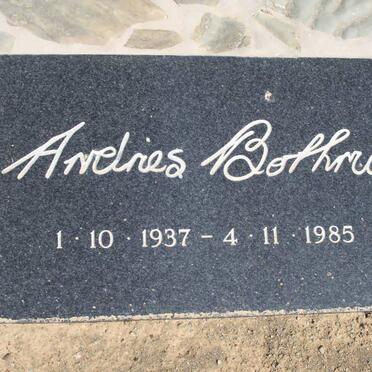 Andries Bothm
1 · 10 · 1937 – 4 · 11 · 1985